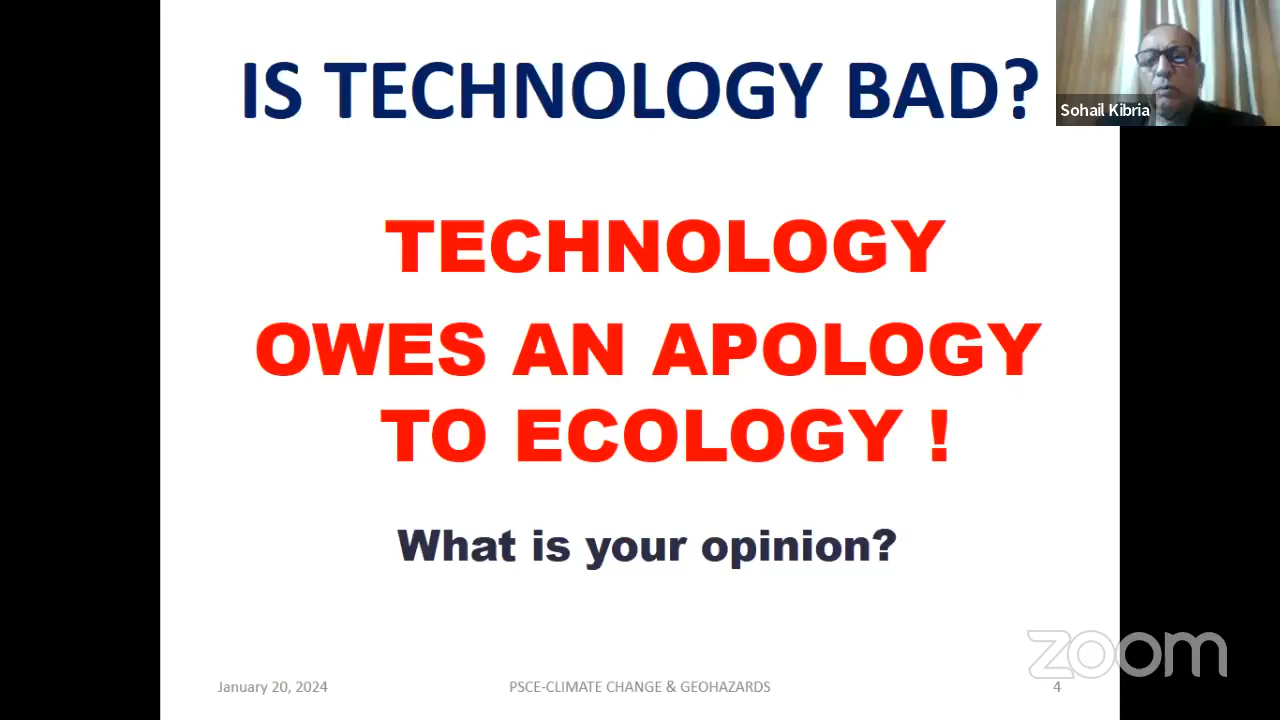 IS TECHNOLOGY BAD?
Sohail Kibria
TECHNOLOGY
OWES AN APOLOGY
TO ECOLOGY !
What is your opinion?
zoom
January 20, 2024
PSCE-CLIMATE CHANGE & GEOHAZARDS
4